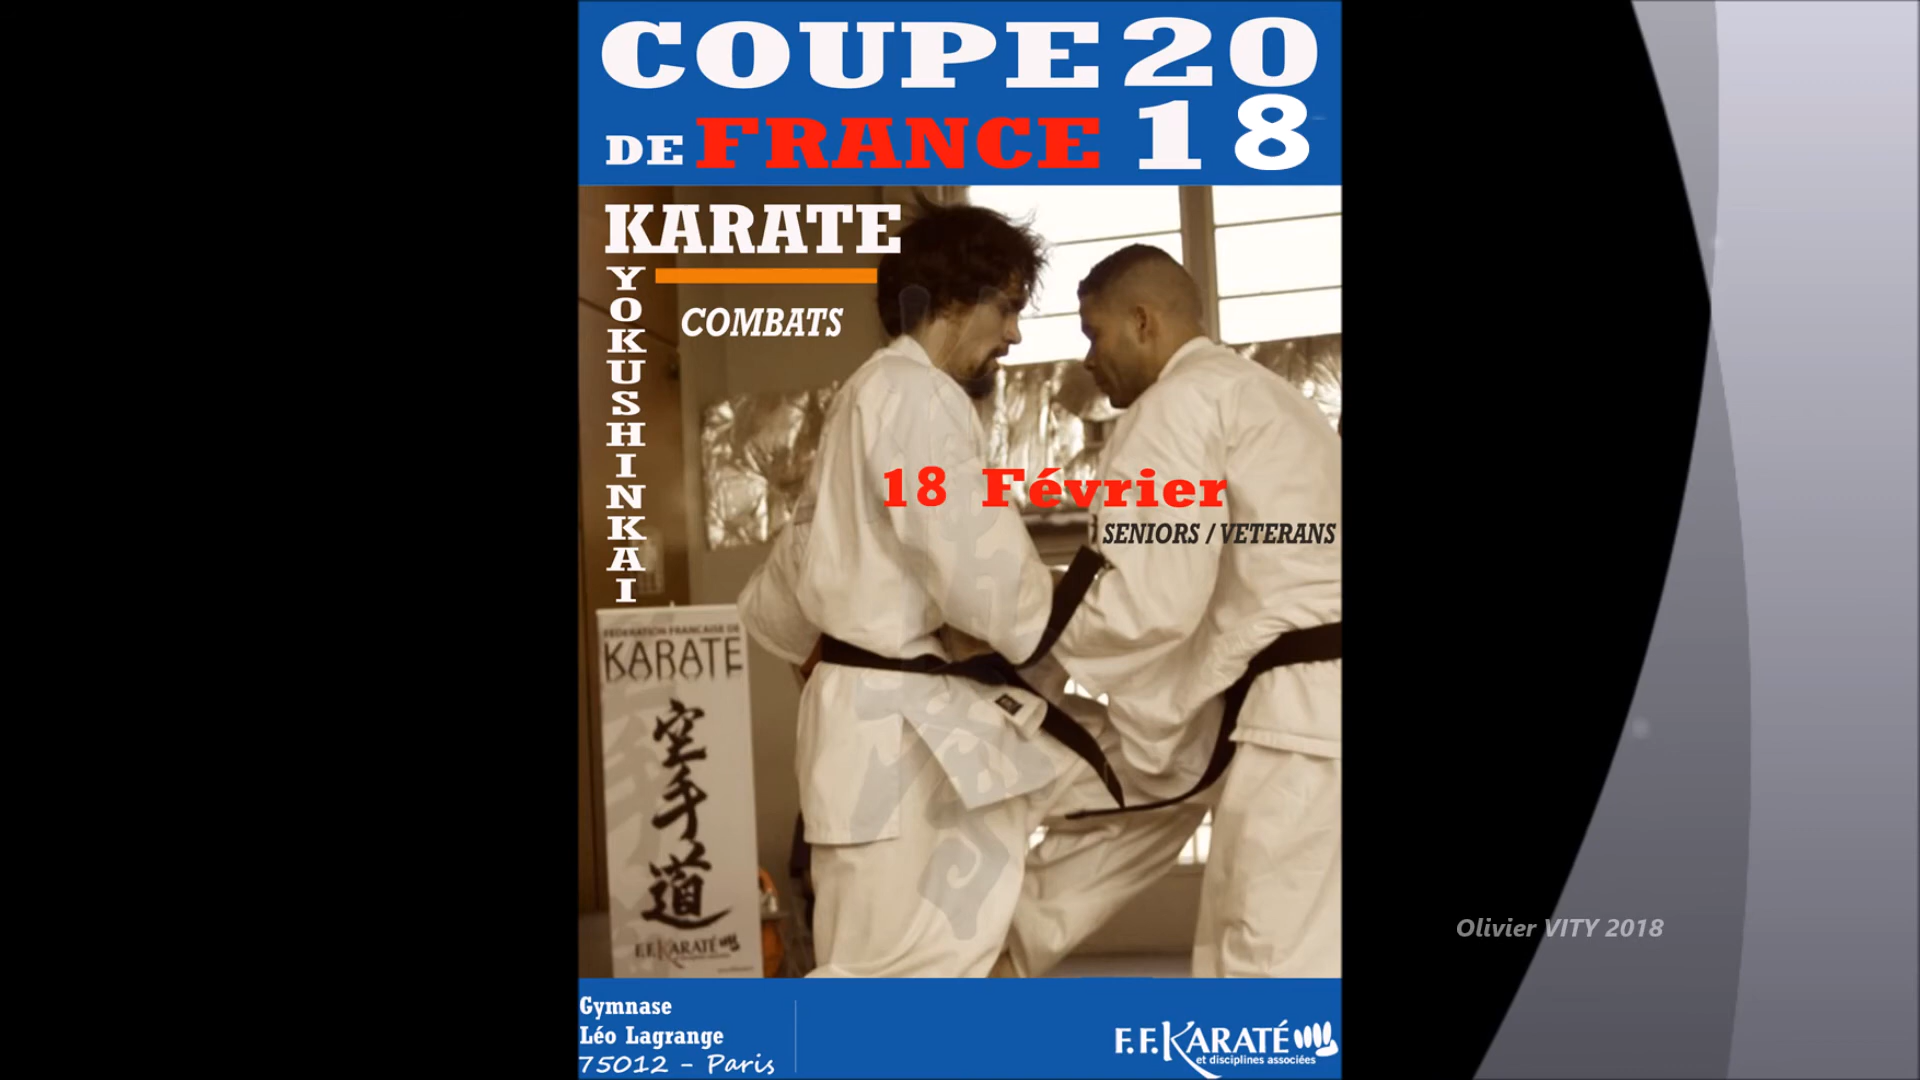 COUPE 20
DE FRANCE 18
KARATE
YOKUSHINKAI
COMBATS
18 Février
SENIORS / VETERANS
FEDERATION FRANCAISE DE
KARATE
空手道
F.F.KARATÉ
Gymnase
Léo Lagrange
75012 - Paris
F.F.KARATÉ
et disciplines associées
Olivier VITY 2018